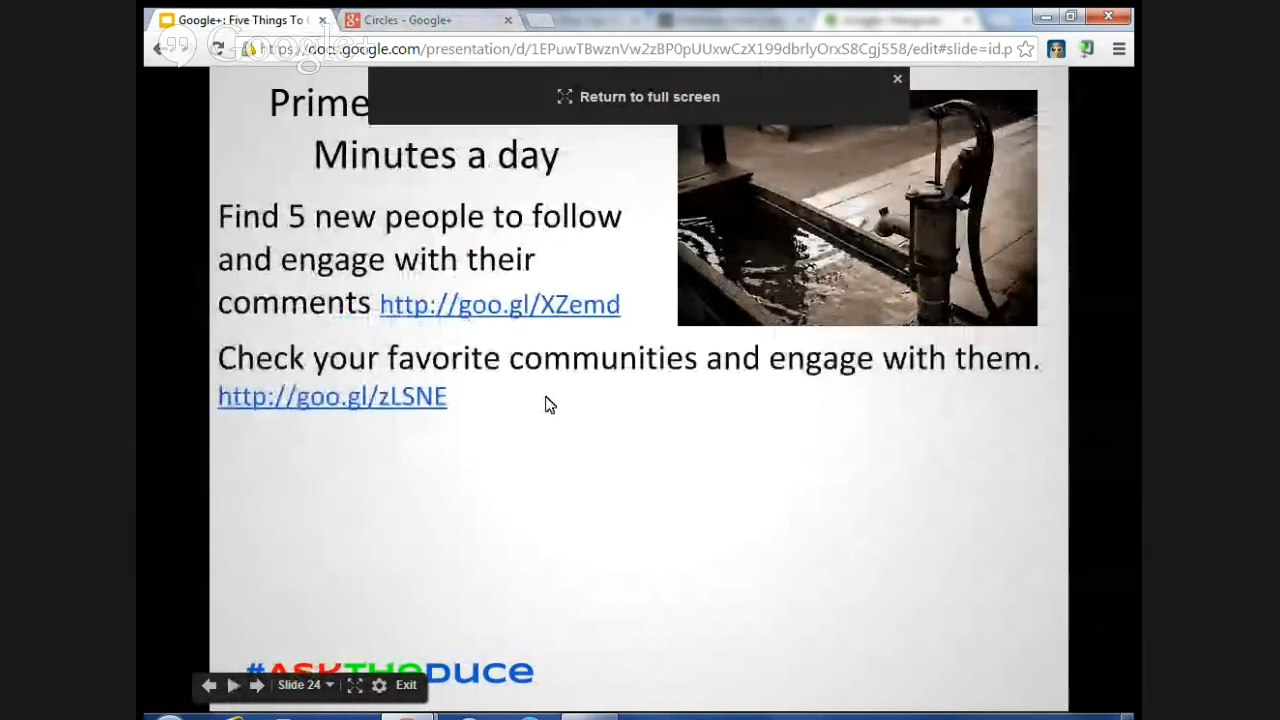 Google+: Five Things To
Circles - Google+
Google+
https://docs.google.com/presentation/d/1EPuwTBwznVw2zBP0pUUxwCzX199dbrlyOrxS8Cgj558/edit#slide=id.p
Return to full screen
Prime
Minutes a day
Find 5 new people to follow
and engage with their
comments http://goo.gl/XZemd
Check your favorite communities and engage with them.
http://goo.gl/zLSNE
#ASKTHEDUCE
Slide 24
Exit